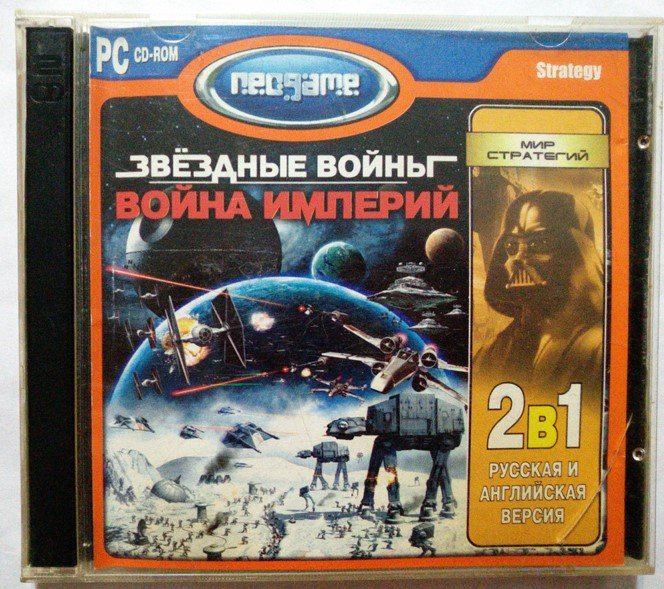 PC CD-ROM
neogame
Strategy
МИР
СТРАТЕГИЙ
ЗВЁЗДНЫЕ ВОЙНЫ
ВОЙНА ИМПЕРИЙ
2в1
РУССКАЯ И
АНГЛИЙСКАЯ
ВЕРСИЯ